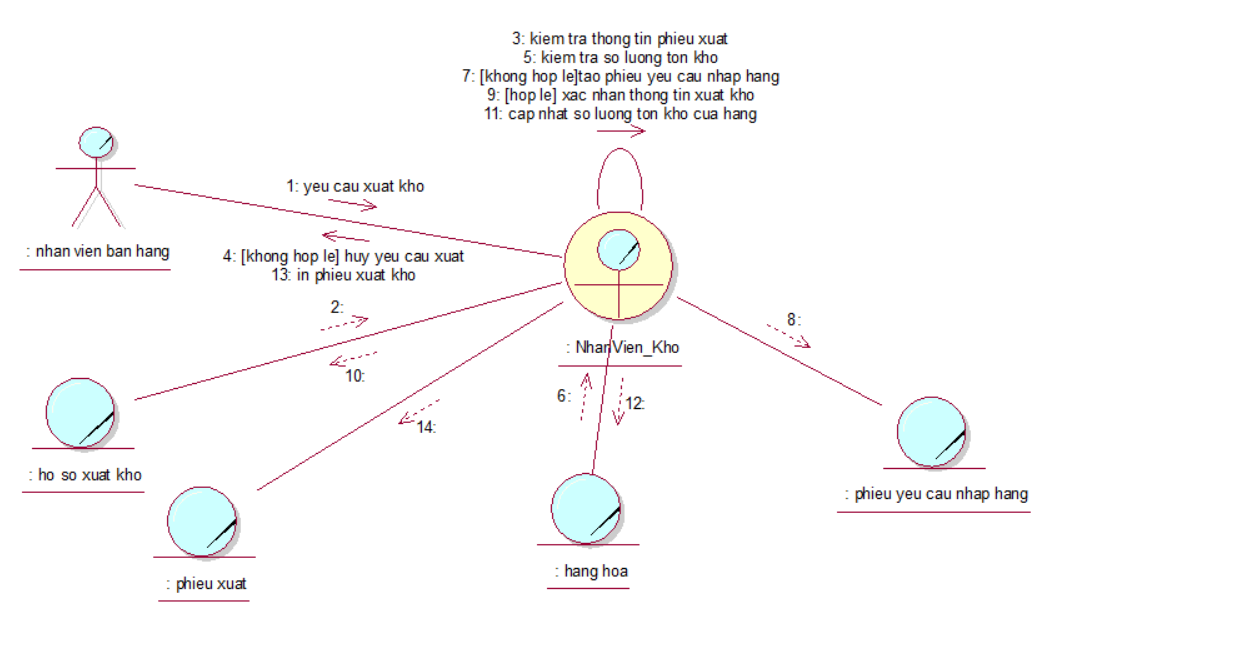 3: kiem tra thong tin phieu xuat
5: kiem tra so luong ton kho
7: [khong hop le]tao phieu yeu cau nhap hang
9: [hop le] xac nhan thong tin xuat kho
11: cap nhat so luong ton kho cua hang
1: yeu cau xuat kho
: nhan vien ban hang
4: [khong hop le] huy yeu cau xuat
13: in phieu xuat kho
2:
8:
: NhanVien_Kho
10:
6:
12:
14:
: ho so xuat kho
: phieu yeu cau nhap hang
: hang hoa
: phieu xuat